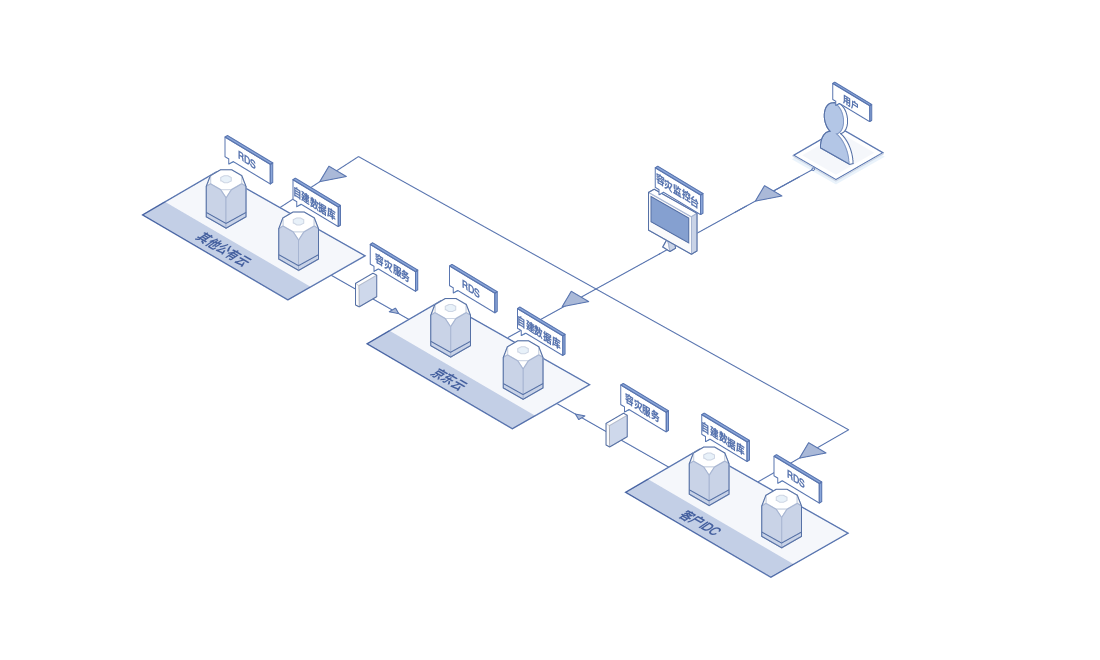 用户
RDS
容灾监控台
自建数据库
其他公有云
容灾服务
RDS
自建数据库
京东云
容灾服务
自建数据库
RDS
客户IDC